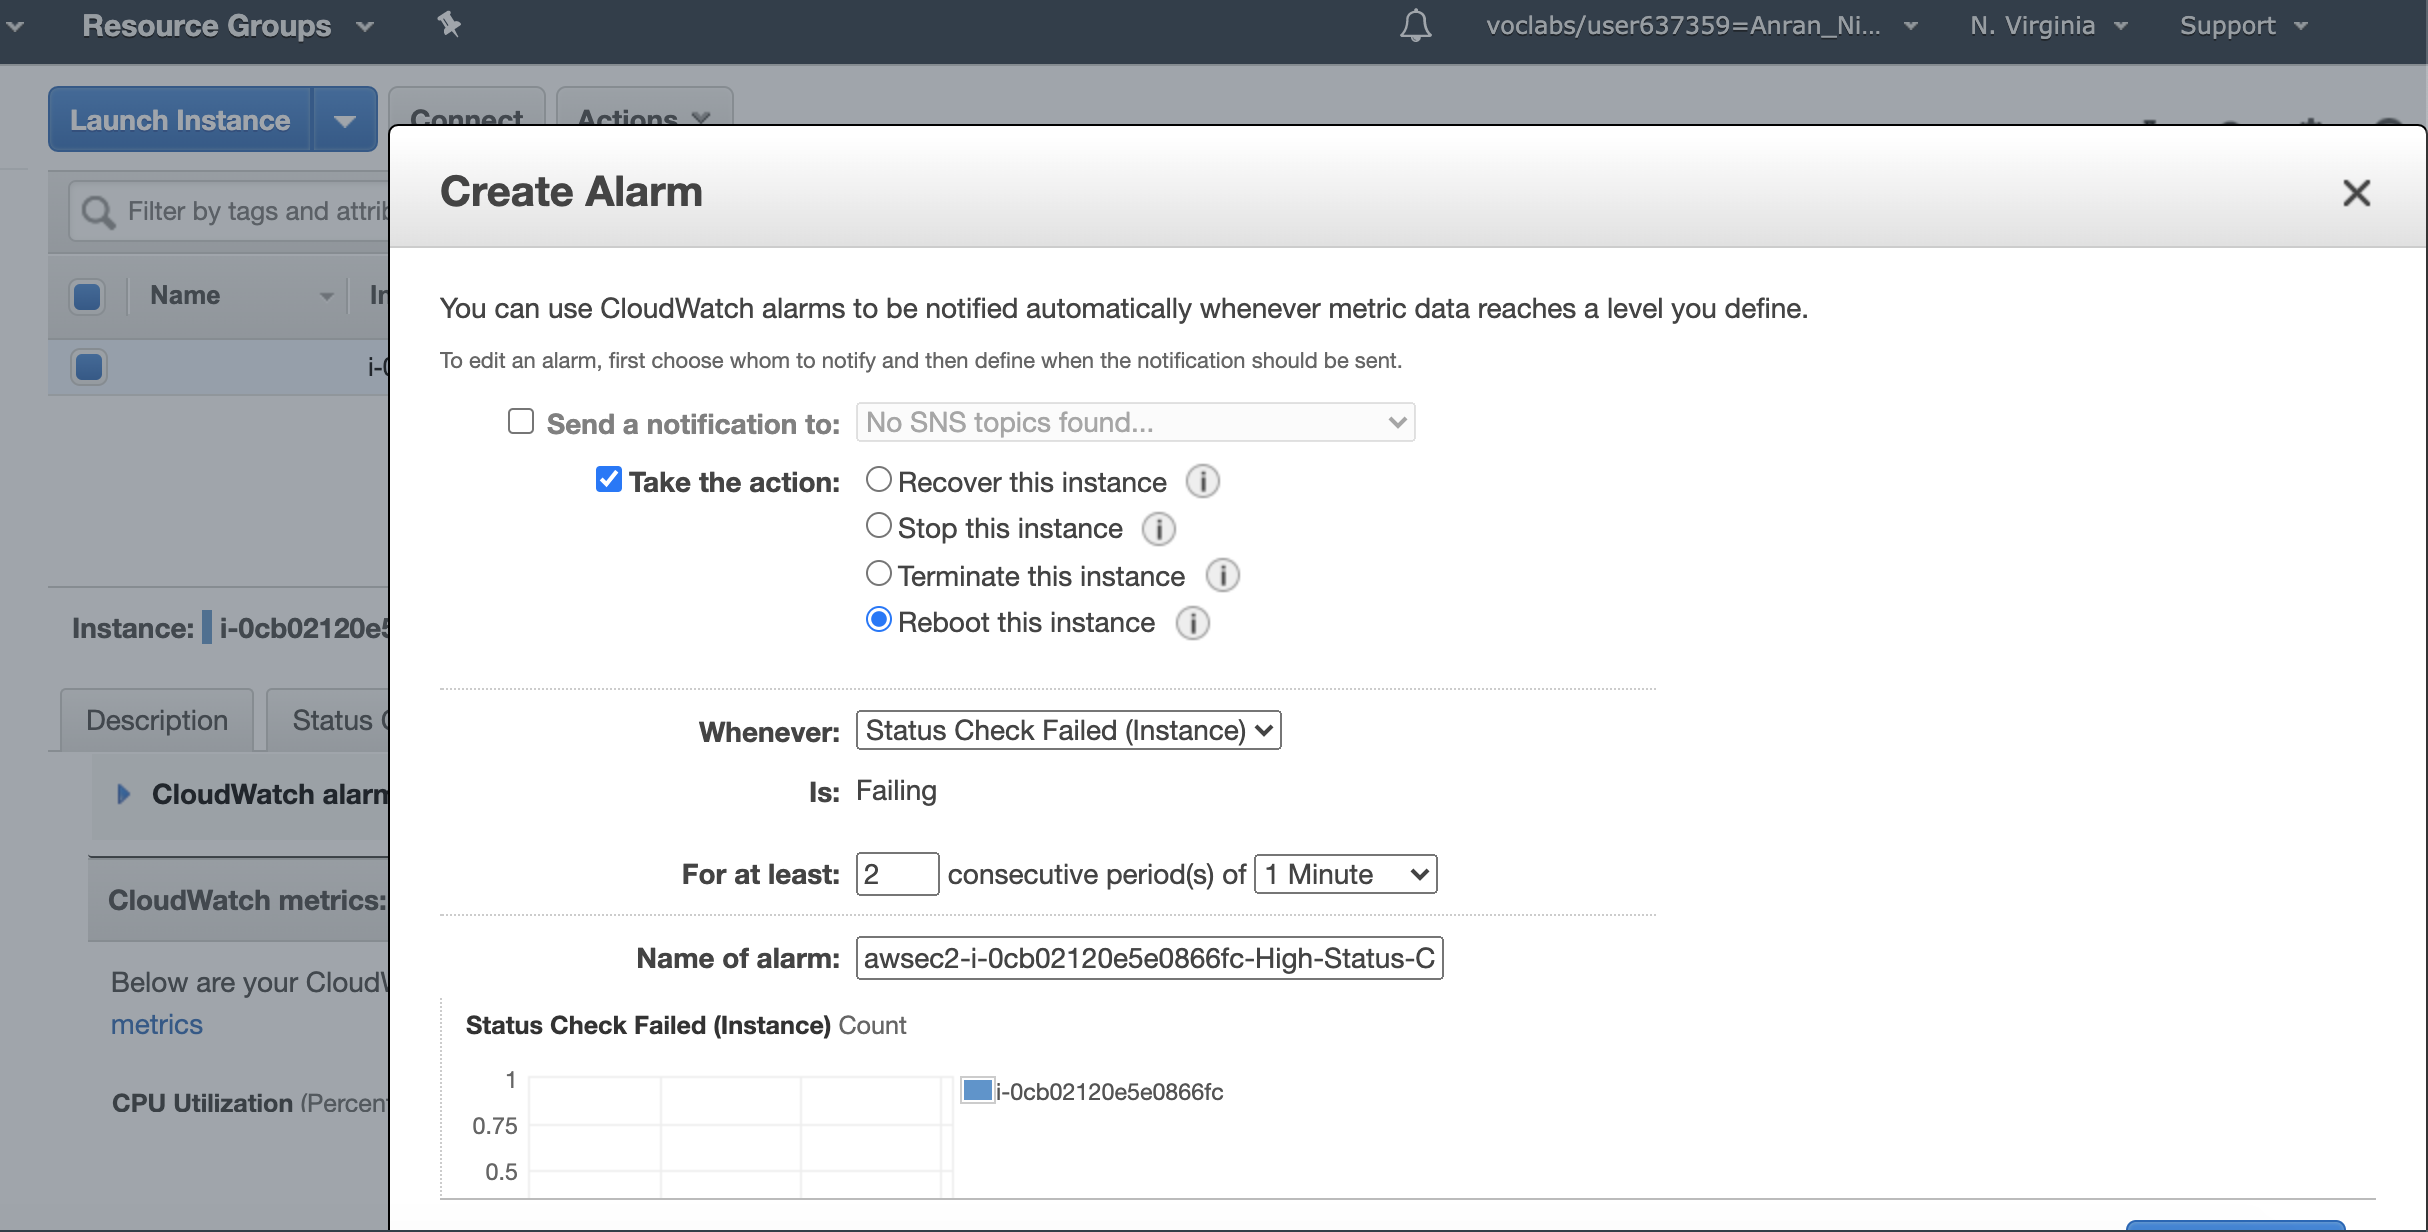 Resource Groups
voclabs/user637359=Anran_Ni...
N. Virginia
Support
Launch Instance
Connect
Actions
Create Alarm
Filter by tags and attrib
Name
In
You can use CloudWatch alarms to be notified automatically whenever metric data reaches a level you define.
To edit an alarm, first choose whom to notify and then define when the notification should be sent.
i-0
Send a notification to: No SNS topics found...
Take the action: Recover this instance
Stop this instance
Terminate this instance
Reboot this instance
Instance: i-0cb02120e5
Description
Status C
Whenever: Status Check Failed (Instance)
Is: Failing
CloudWatch alarm
For at least: 2 consecutive period(s) of 1 Minute
CloudWatch metrics:
Name of alarm: awsec2-i-0cb02120e5e0866fc-High-Status-C
Below are your CloudW
metrics
Status Check Failed (Instance) Count
1
i-0cb02120e5e0866fc
CPU Utilization (Percent
0.75
0.5